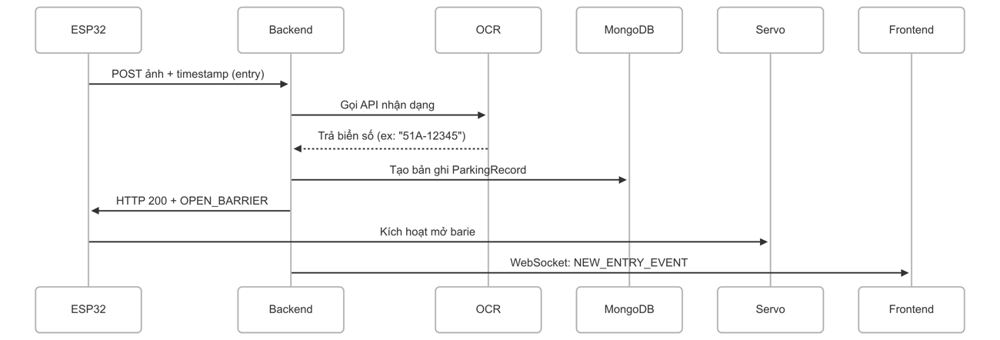 ESP32
Backend
OCR
MongoDB
Servo
Frontend
POST ảnh + timestamp (entry)
Gọi API nhận dạng
Trả biển số (ex: "51A-12345")
Tạo bản ghi ParkingRecord
HTTP 200 + OPEN_BARRIER
Kích hoạt mở barie
WebSocket: NEW_ENTRY_EVENT
ESP32
Backend
OCR
MongoDB
Servo
Frontend